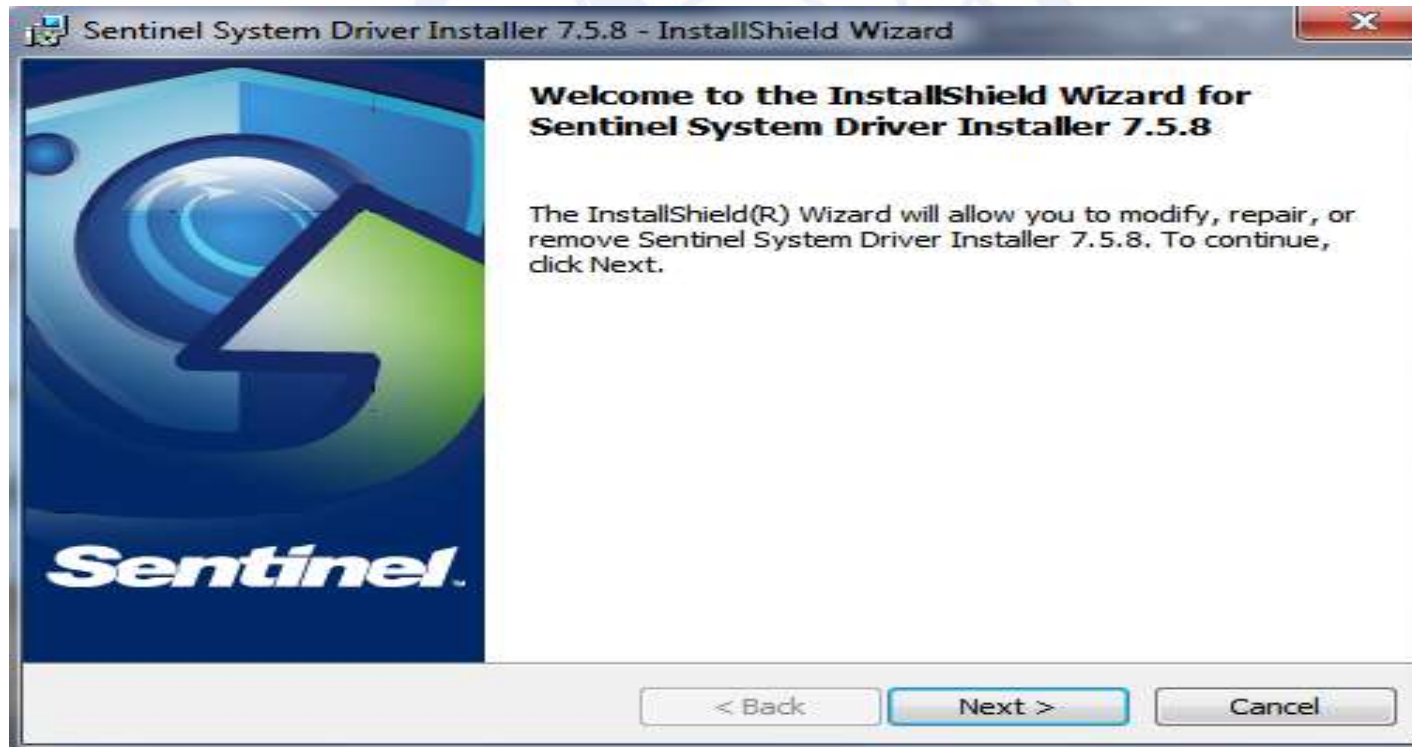 Sentinel System Driver Installer 7.5.8 - InstallShield Wizard
Welcome to the InstallShield Wizard for
Sentinel System Driver Installer 7.5.8
The InstallShield(R) Wizard will allow you to modify, repair, or
remove Sentinel System Driver Installer 7.5.8. To continue,
click Next.
Sentinel.
< Back
Next >
Cancel